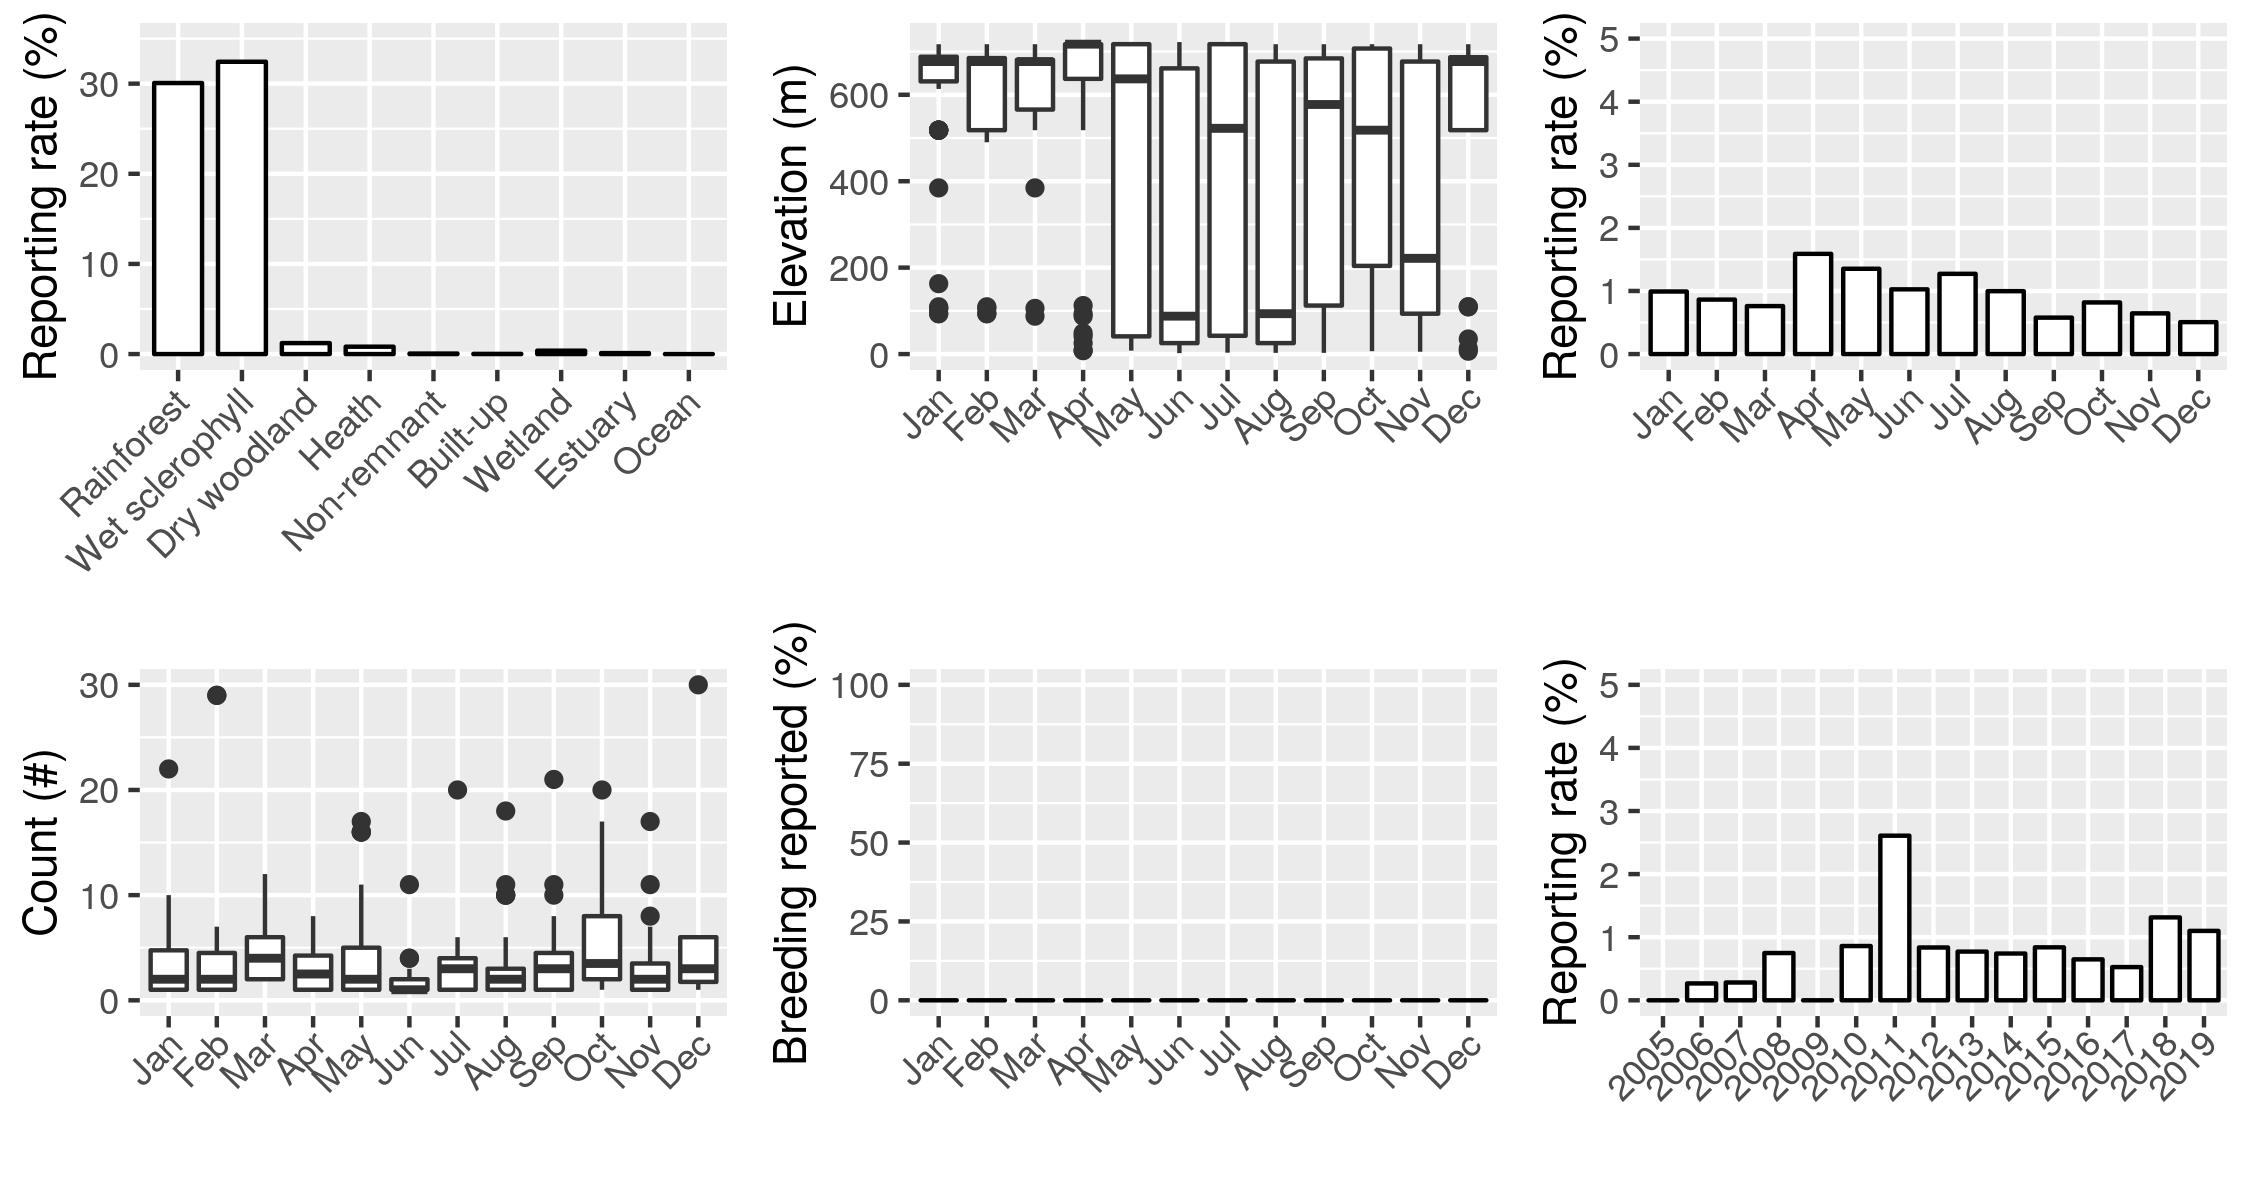 Reporting rate (%)
30
20
10
0
Rainforest
Wet sclerophyll
Dry woodland
Heath
Non-remnant
Built-up
Wetland
Estuary
Ocean
Elevation (m)
600
400
200
0
Jan
Feb
Mar
Apr
May
Jun
Jul
Aug
Sep
Oct
Nov
Dec
Reporting rate (%)
5
4
3
2
1
0
Jan
Feb
Mar
Apr
May
Jun
Jul
Aug
Sep
Oct
Nov
Dec
Count (#)
30
20
10
0
Jan
Feb
Mar
Apr
May
Jun
Jul
Aug
Sep
Oct
Nov
Dec
Breeding reported (%)
100
75
50
25
0
Jan
Feb
Mar
Apr
May
Jun
Jul
Aug
Sep
Oct
Nov
Dec
Reporting rate (%)
5
4
3
2
1
0
2005
2006
2007
2008
2009
2010
2011
2012
2013
2014
2015
2016
2017
2018
2019